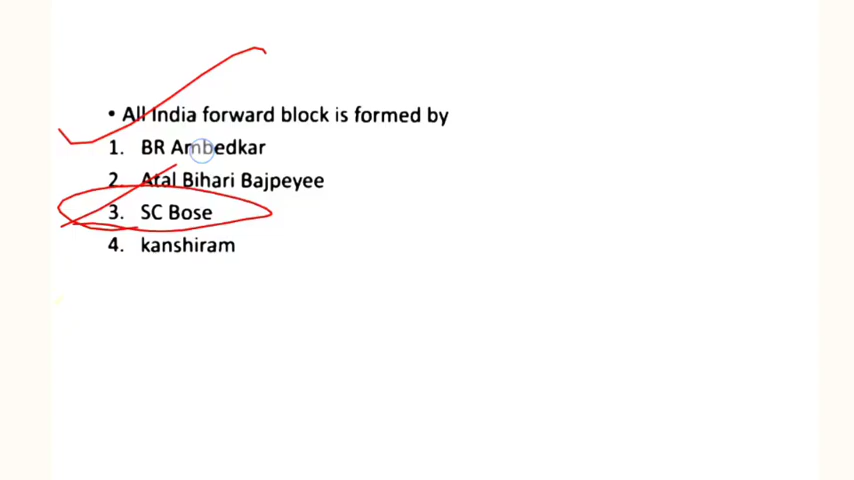 • All India forward block is formed by
1. BR Ambedkar
2. Atal Bihari Bajpeyee
3. SC Bose
4. kanshiram